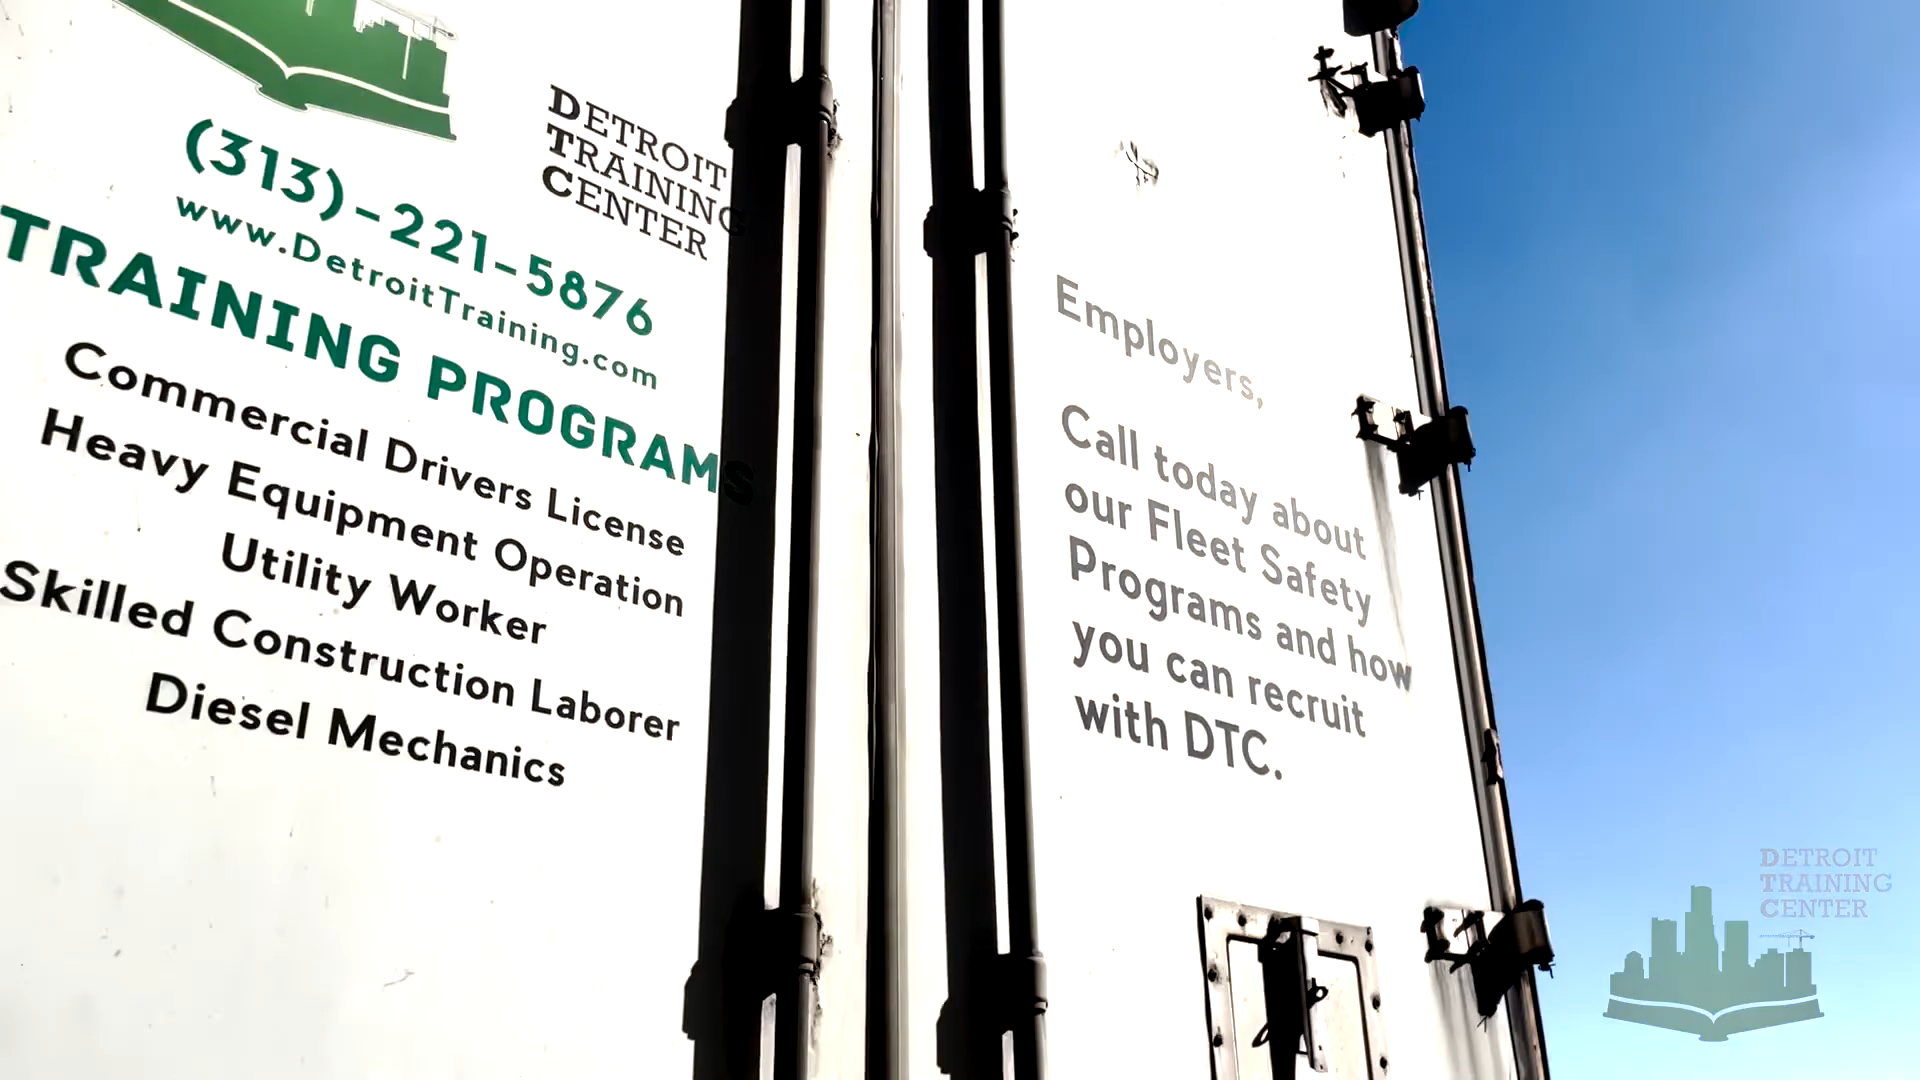 DETROIT
TRAINING
CENTER
(313)-221-5876
www.DetroitTraining.com
TRAINING PROGRAMS
Commercial Drivers License
Heavy Equipment Operation
Utility Worker
Skilled Construction Laborer
Diesel Mechanics
Employers,
Call today about
our Fleet Safety
Programs and how
you can recruit
with DTC.
DETROIT
TRAINING
CENTER